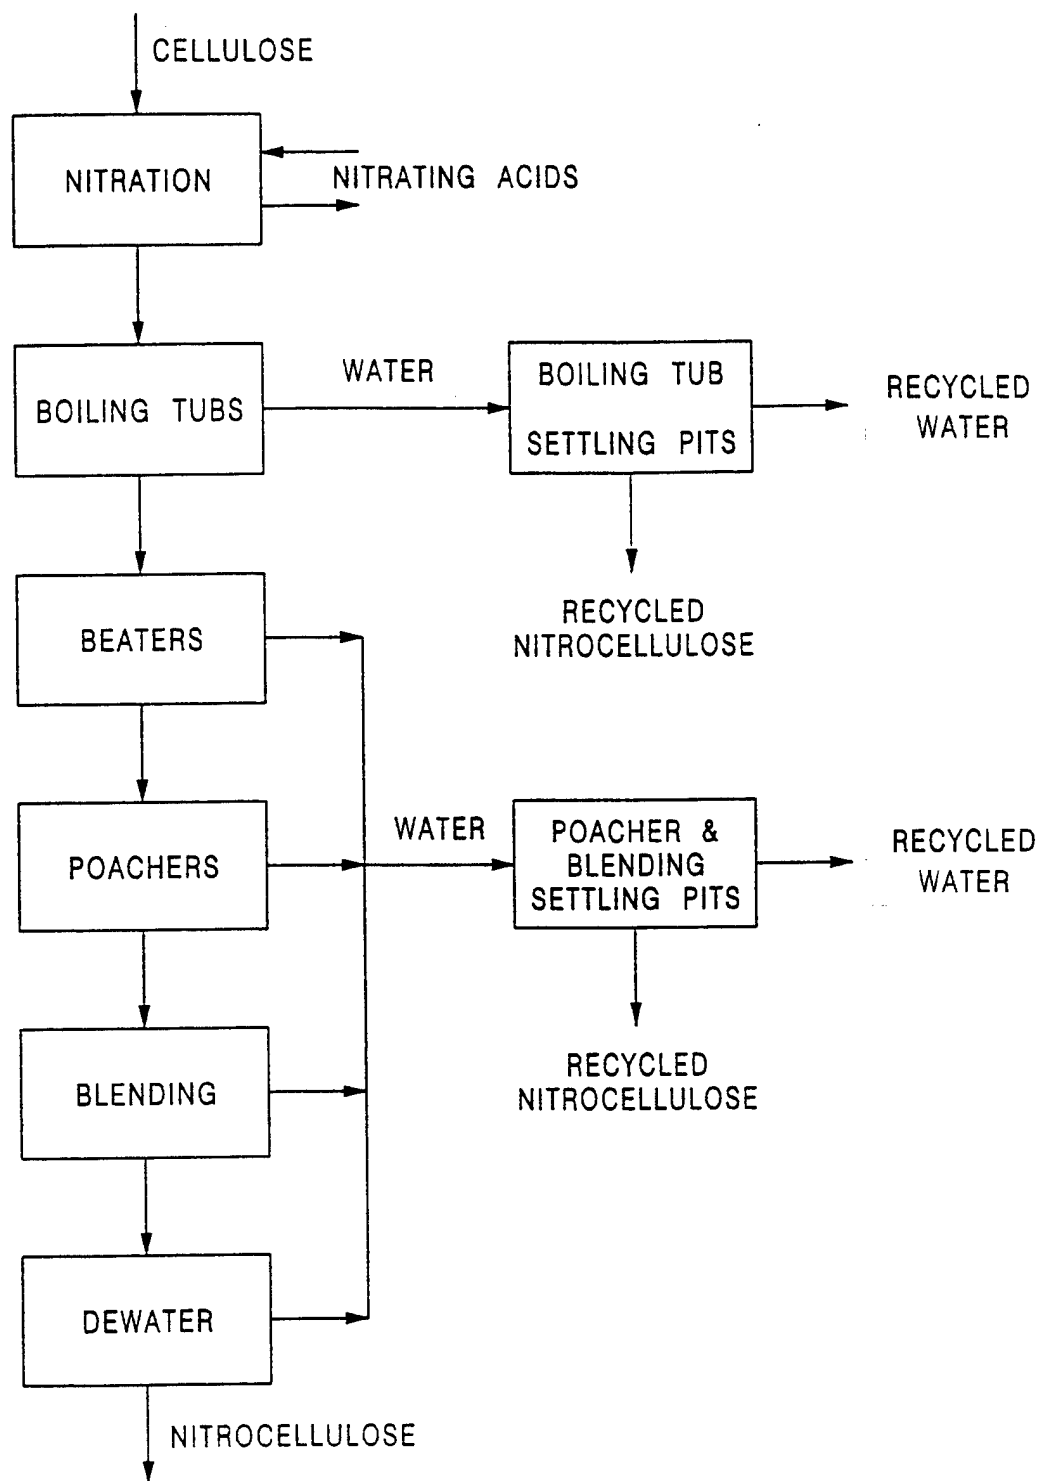 CELLULOSE
NITRATION
NITRATING ACIDS
BOILING TUBS
WATER
BOILING TUB
SETTLING PITS
RECYCLED
WATER
RECYCLED
NITROCELLULOSE
BEATERS
POACHERS
WATER
POACHER &
BLENDING
SETTLING PITS
RECYCLED
WATER
RECYCLED
NITROCELLULOSE
BLENDING
DEWATER
NITROCELLULOSE